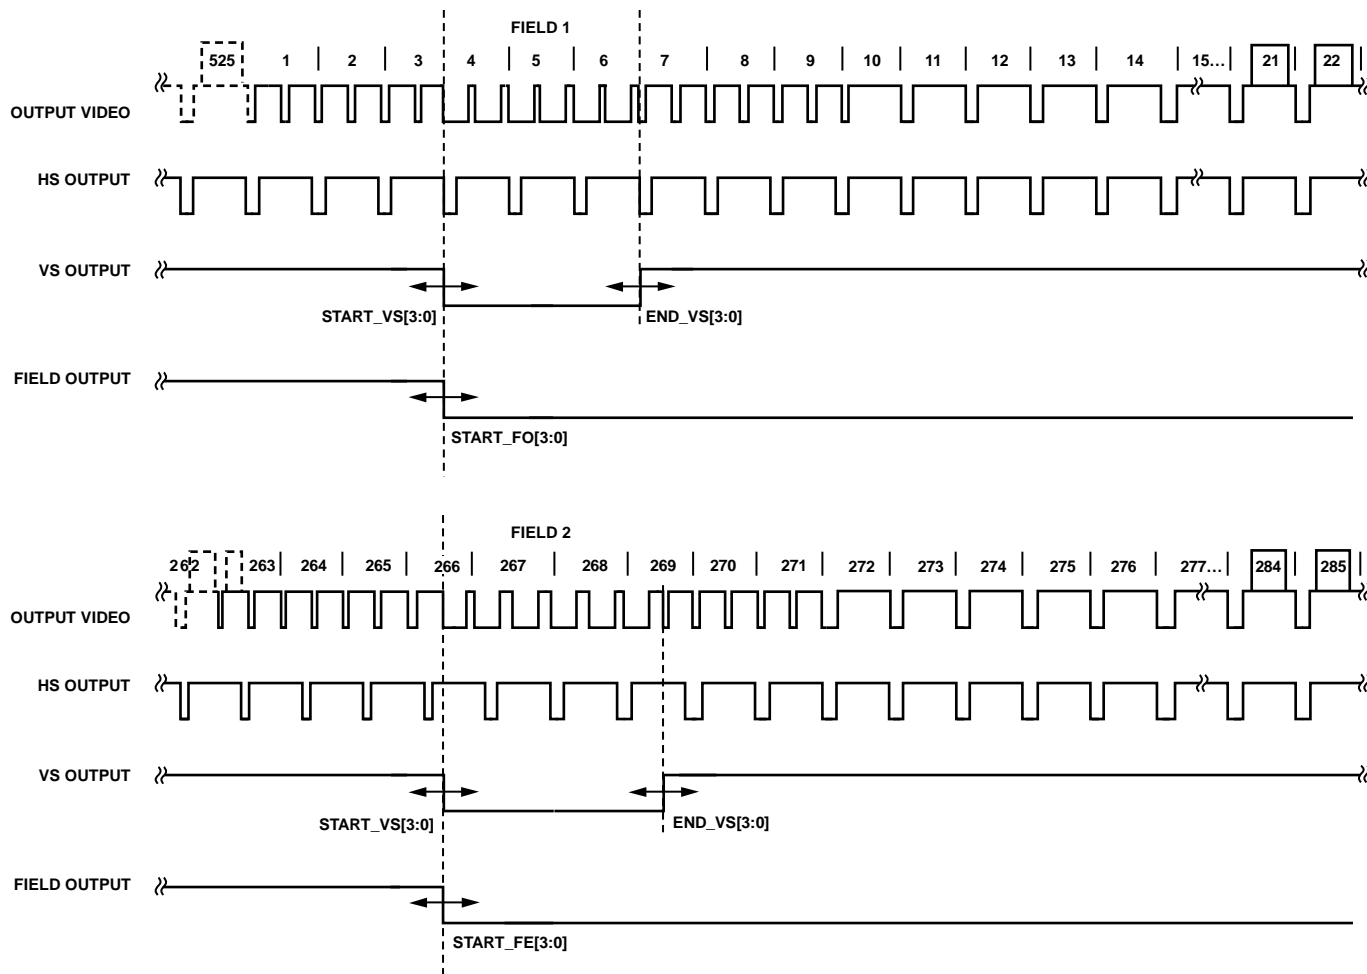 FIELD 1
525 1 2 3 4 5 6 7 8 9 10 11 12 13 14 15... 21 22
OUTPUT VIDEO
HS OUTPUT
VS OUTPUT
START_VS[3:0] END_VS[3:0]
FIELD OUTPUT
START_FO[3:0]
FIELD 2
262 263 264 265 266 267 268 269 270 271 272 273 274 275 276 277... 284 285
OUTPUT VIDEO
HS OUTPUT
VS OUTPUT
START_VS[3:0] END_VS[3:0]
FIELD OUTPUT
START_FE[3:0]